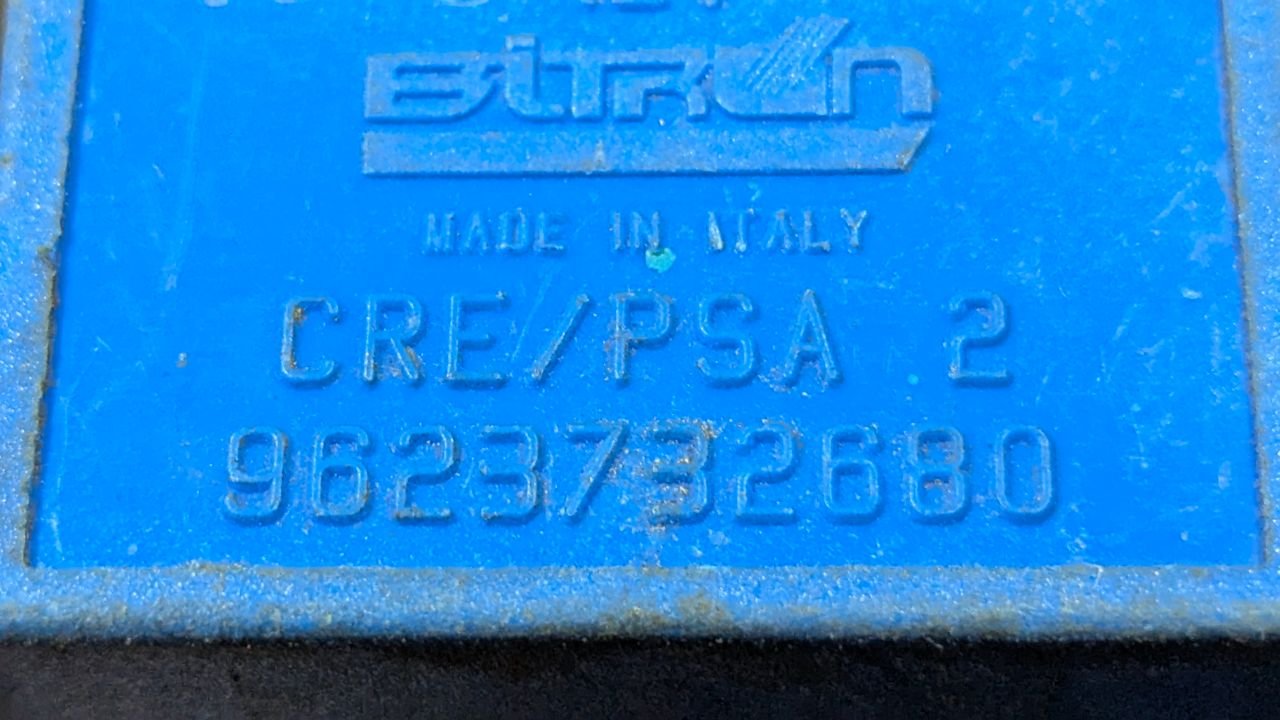 BITRON
MADE IN ITALY
CRE/PSA 2
9623732680